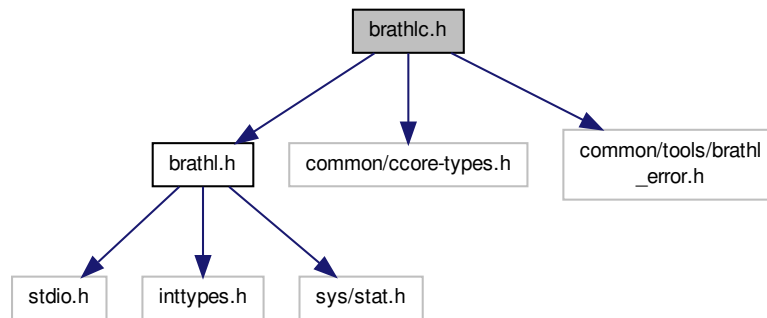 brathlc.h
brathl.h
common/ccore-types.h
common/tools/brathl
_error.h
stdio.h
inttypes.h
sys/stat.h